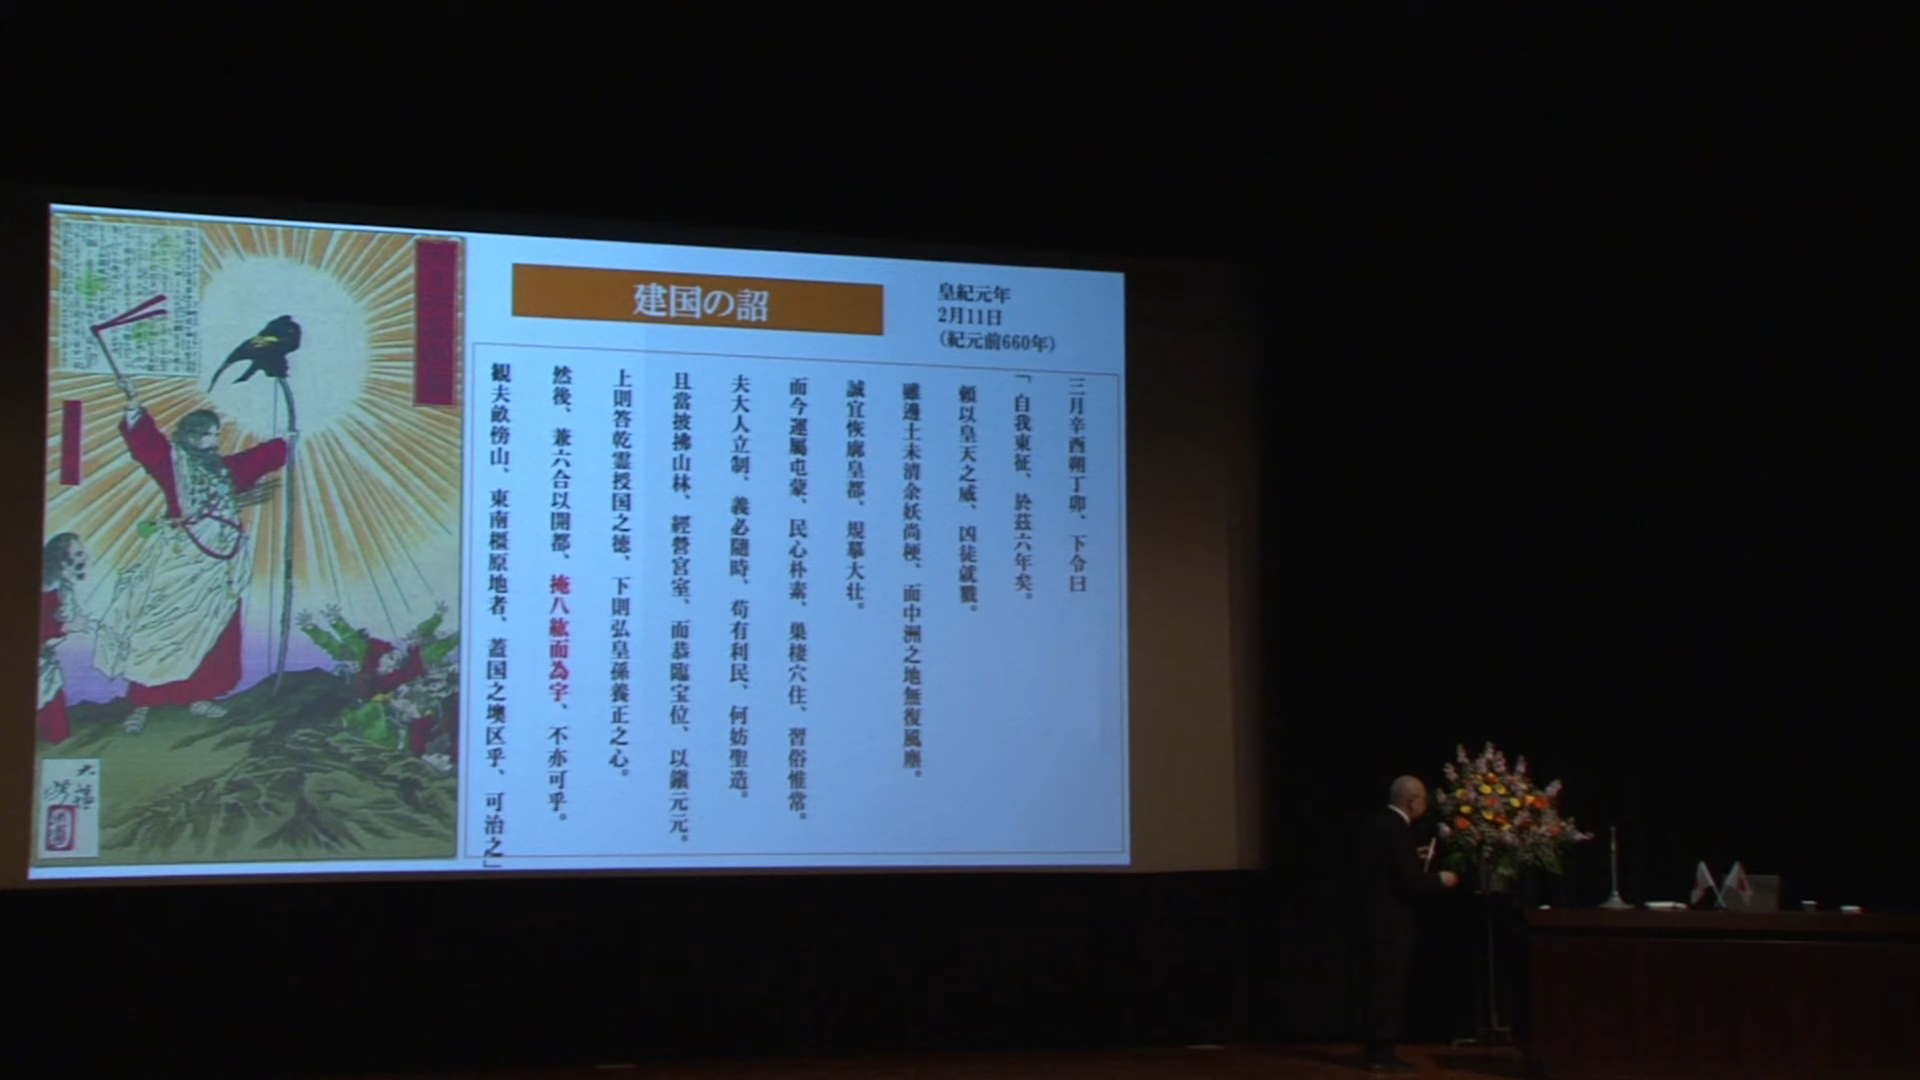 建国の詔
皇紀元年
2月11日
(紀元前660年)
三月辛酉朔丁卯、下令曰
「自我東征、於茲六年矣。
頼以皇天之威、凶徒就戮。
雖邊土未清余妖尚梗、而中洲之地無復風塵。
誠宜恢廓皇都、規摹大壮。
而今運屬屯蒙、民心朴素、巣棲穴住、習俗惟常。
夫大人立制、義必随時、苟有利民、何妨聖造。
且當披拂山林、經營宮室、而恭臨宝位、以鎭元元。
上則答乾霊授国之徳、下則弘皇孫養正之心。
然後、兼六合以開都、掩八紘而為宇、不亦可乎。
観夫畝傍山、東南橿原地者、蓋国之墺区乎、可治之」